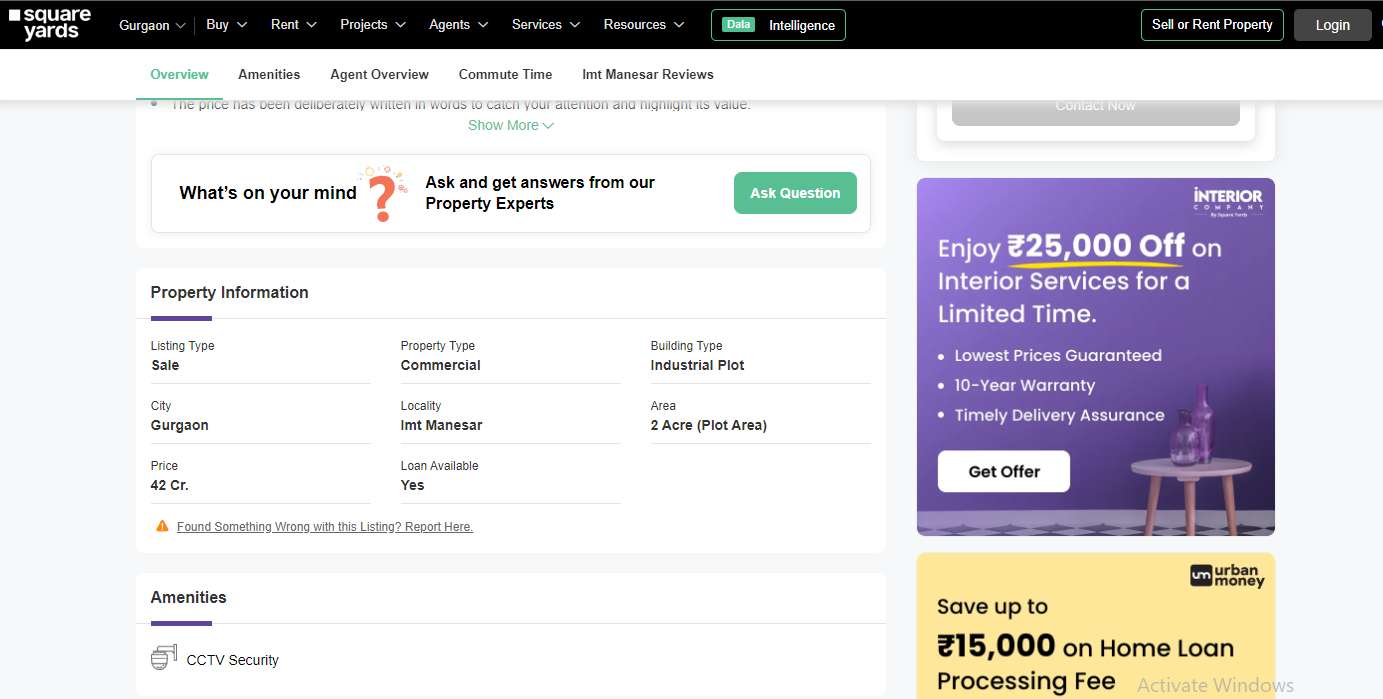 square
yards
Gurgaon
Buy
Rent
Projects
Agents
Services
Resources
Data Intelligence
Sell or Rent Property
Login
Overview
Amenities
Agent Overview
Commute Time
Imt Manesar Reviews
The price has been deliberately written in words to catch your attention and highlight its value.
Show More
What's on your mind
?
Ask and get answers from our
Property Experts
Ask Question
Property Information
Listing Type
Sale
Property Type
Commercial
Building Type
Industrial Plot
City
Gurgaon
Locality
Imt Manesar
Area
2 Acre (Plot Area)
Price
42 Cr.
Loan Available
Yes
Found Something Wrong with this Listing? Report Here.
Amenities
CCTV Security
Contact Now
INTERIOR
COMPANY
By Square Yards
Enjoy ₹25,000 Off on
Interior Services for a
Limited Time.
• Lowest Prices Guaranteed
• 10-Year Warranty
• Timely Delivery Assurance
Get Offer
um urban
money
Save up to
₹15,000 on Home Loan
Processing Fee
Activate Windows